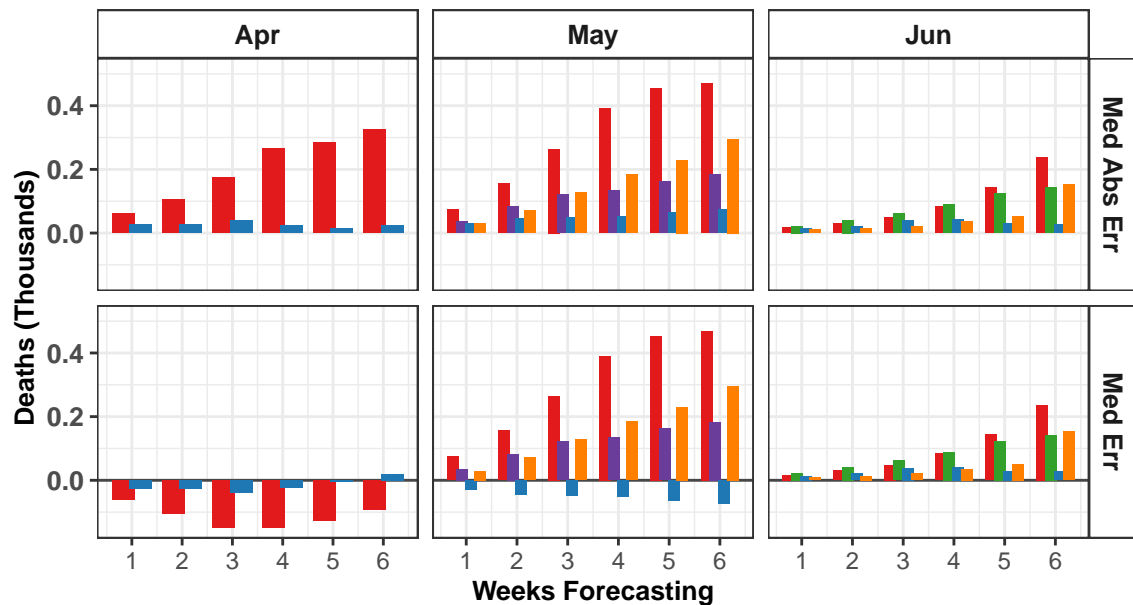 Apr May Jun
Deaths (Thousands)
0.4
0.2
0.0
Med Abs Err
0.4
0.2
0.0
Med Err
1 2 3 4 5 6 1 2 3 4 5 6 1 2 3 4 5 6
Weeks Forecasting